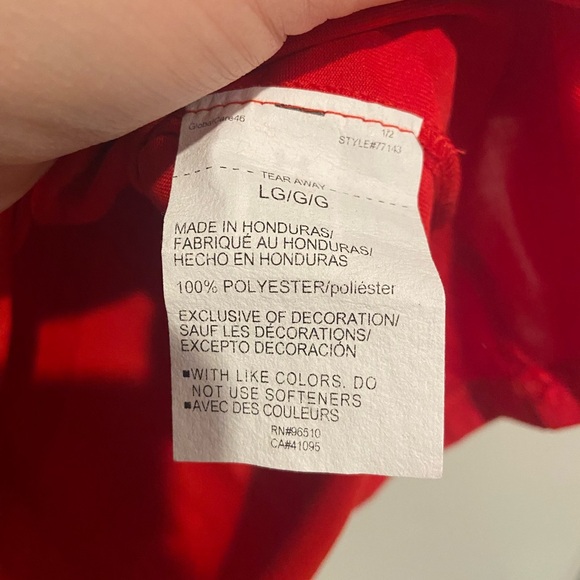 1/2
STYLE#77143
TEAR AWAY
LG/G/G
MADE IN HONDURAS/
FABRIQUÉ AU HONDURAS/
HECHO EN HONDURAS
100% POLYESTER/poliéster
EXCLUSIVE OF DECORATION/
SAUF LES DÉCORATIONS/
EXCEPTO DECORACIÓN
■WITH LIKE COLORS. DO
NOT USE SOFTENERS
■AVEC DES COULEURS
RN#96510
CA#41095